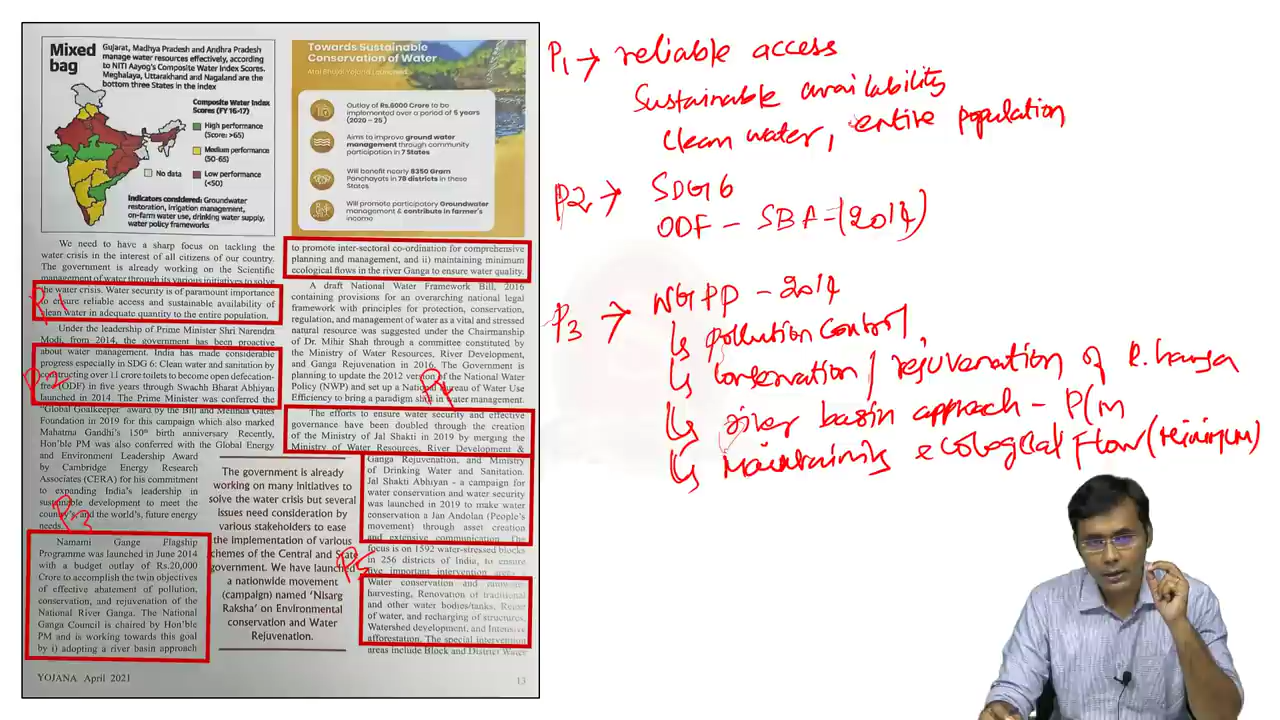 Mixed
bag
Gujarat, Madhya Pradesh and Andhra Pradesh
manage water resources effectively, according
to NITI Aayog's Composite Water Index Scores.
Meghalaya, Uttarakhand and Nagaland are the
bottom three States in the index
Composite Water Index
Scores (FY 16-17)
High performance
(Score: >65)
Medium performance
(50-65)
No data
Low performance
(<50)
Indicators considered: Groundwater
restoration, irrigation management,
on-farm water use, drinking water supply,
water policy frameworks
Towards Sustainable
Conservation of Water
Atal Bhujal Yojana Launched
Outlay of Rs.6000 Crore to be
implemented over a period of 5 years
(2020 - 25)
Aims to improve ground water
management through community
participation in 7 States
Will benefit nearly 8350 Gram
Panchayats in 78 districts in these
States
Will promote participatory Groundwater
management & contribute in farmer's
income
We need to have a sharp focus on tackling the
water crisis in the interest of all citizens of our country.
The government is already working on the Scientific
management of water through its various initiatives to solve
the water crisis. Water security is of paramount importance
to ensure reliable access and sustainable availability of
clean water in adequate quantity to the entire population.
Under the leadership of Prime Minister Shri Narendra
Modi, from 2014, the government has been proactive
about water management. India has made considerable
progress especially in SDG 6: Clean water and sanitation by
constructing over 11 crore toilets to become open defecation-
free (ODF) in five years through Swachh Bharat Abhiyan
launched in 2014. The Prime Minister was conferred the
"Global Goalkeeper" award by the Bill and Melinda Gates
Foundation in 2019 for this campaign which also marked
Mahatma Gandhi's 150th birth anniversary Recently,
Hon'ble PM was also conferred with the Global Energy
and Environment Leadership Award
by Cambridge Energy Research
Associates (CERA) for his commitment
to expanding India's leadership in
sustainable development to meet the
country's and the world's, future energy
needs.
Namami Gange Flagship
Programme was launched in June 2014
with a budget outlay of Rs.20,000
Crore to accomplish the twin objectives
of effective abatement of pollution,
conservation, and rejuvenation of the
National River Ganga. The National
Ganga Council is chaired by Hon'ble
PM and is working towards this goal
by i) adopting a river basin approach
The government is already
working on many initiatives to
solve the water crisis but several
issues need consideration by
various stakeholders to ease
the implementation of various
schemes of the Central and State
government. We have launched
a nationwide movement
(campaign) named 'Nisarg
Raksha' on Environmental
conservation and Water
Rejuvenation.
to promote inter-sectoral co-ordination for comprehensive
planning and management, and ii) maintaining minimum
ecological flows in the river Ganga to ensure water quality.
A draft National Water Framework Bill, 2016
containing provisions for an overarching national legal
framework with principles for protection, conservation,
regulation, and management of water as a vital and stressed
natural resource was suggested under the Chairmanship
of Dr. Mihir Shah through a committee constituted by
the Ministry of Water Resources, River Development,
and Ganga Rejuvenation in 2016. The Government is
planning to update the 2012 version of the National Water
Policy (NWP) and set up a National Bureau of Water Use
Efficiency to bring a paradigm shift in water management.
The efforts to ensure water security and effective
governance have been doubled through the creation
of the Ministry of Jal Shakti in 2019 by merging the
Ministry of Water Resources, River Development &
Ganga Rejuvenation, and Ministry
of Drinking Water and Sanitation.
Jal Shakti Abhiyan - a campaign for
water conservation and water security
was launched in 2019 to make water
conservation a Jan Andolan (People's
movement) through asset creation
and extensive communication. The
focus is on 1592 water-stressed blocks
in 256 districts of India, to ensure
five important intervention areas
Water conservation and rainwater
harvesting, Renovation of traditional
and other water bodies/tanks, Reuse
of water, and recharging of structures,
Watershed development, and Intensive
afforestation. The special intervention
areas include Block and District Water
YOJANA April 2021
13
P1
P2
P3
P4
P5
P1 → reliable access
Sustainable availability
clean water, entire population
P2 → SDG 6
ODF - SBA - (2014)
P3 → NGPP - 2014
↳ pollution control
↳ conservation / rejuvenation of R. Ganga
↳ river basin approach - P/m
↳ Maintaining ecological flow (minimum)